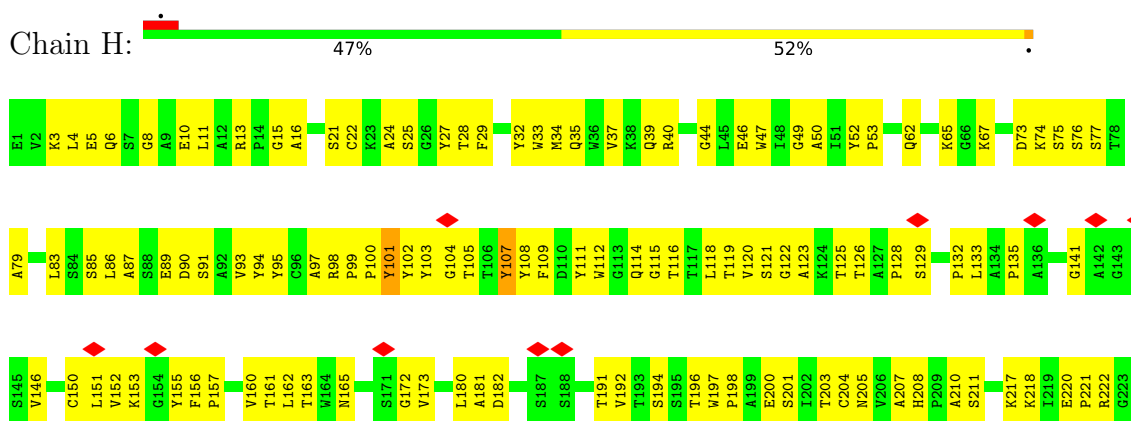 Chain H:
47% 52%
E1 V2 K3 L4 E5 Q6 S7 G8 A9 E10 L11 A12 R13 P14 G15 A16 S21 C22 K23 A24 S25 G26 Y27 T28 F29 Y32 W33 M34 Q35 W36 V37 K38 Q39 R40 G44 L45 E46 W47 I48 G49 A50 I51 Y52 P53 Q62 K65 G66 K67 D73 K74 S75 S76 S77 T78
A79 L83 S84 S85 L86 A87 S88 E89 D90 S91 A92 V93 Y94 Y95 C96 A97 R98 P99 P100 Y101 Y102 Y103 G104 T105 T106 Y107 Y108 F109 D110 Y111 W112 G113 Q114 G115 T116 T117 L118 T119 V120 S121 G122 A123 K124 T125 T126 A127 P128 S129 P132 L133 A134 P135 A136 G141 A142 G143
S145 V146 C150 L151 V152 K153 G154 Y155 F156 P157 V160 T161 L162 T163 W164 N165 S171 G172 V173 L180 A181 D182 S187 S188 T191 V192 T193 S194 S195 T196 W197 P198 A199 E200 S201 I202 T203 C204 N205 V206 A207 H208 P209 A210 S211 K217 K218 I219 E220 P221 R222 G223